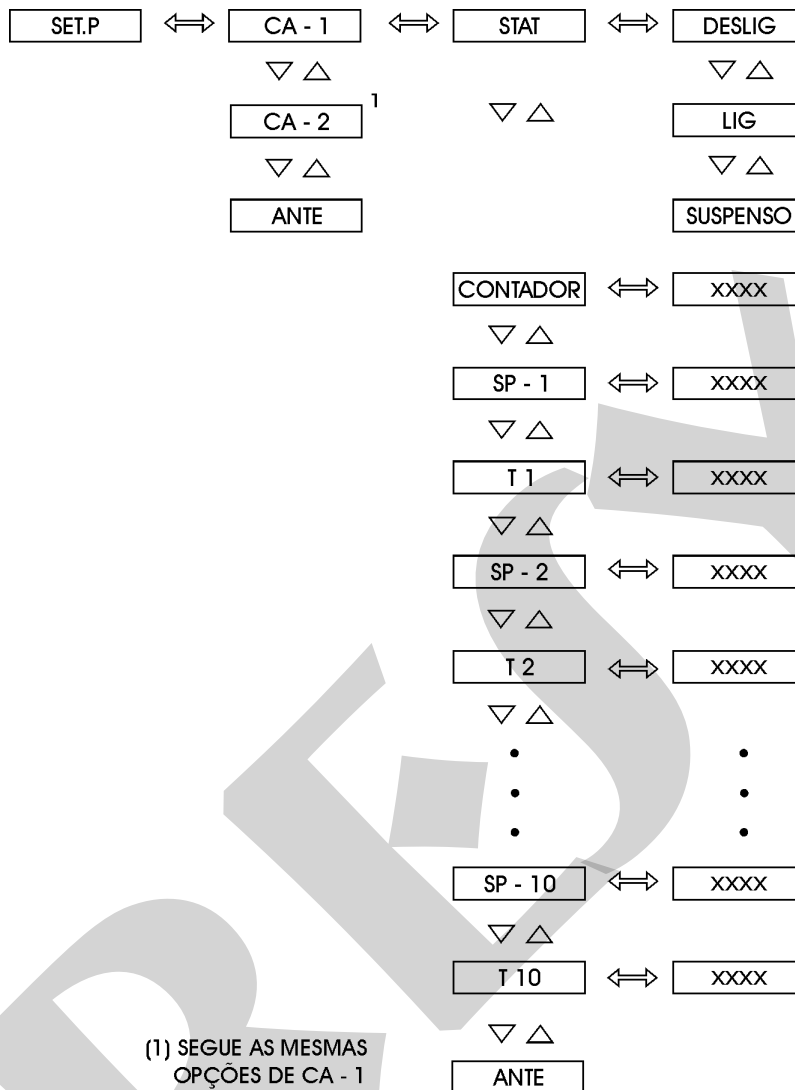 SET.P CA - 1 STAT DESLIG
CA - 2 1 LIG
ANTE SUSPENSO
CONTADOR XXXX
SP - 1 XXXX
T 1 XXXX
SP - 2 XXXX
T 2 XXXX
SP - 10 XXXX
T 10 XXXX
(1) SEGUE AS MESMAS
OPÇÕES DE CA - 1
ANTE